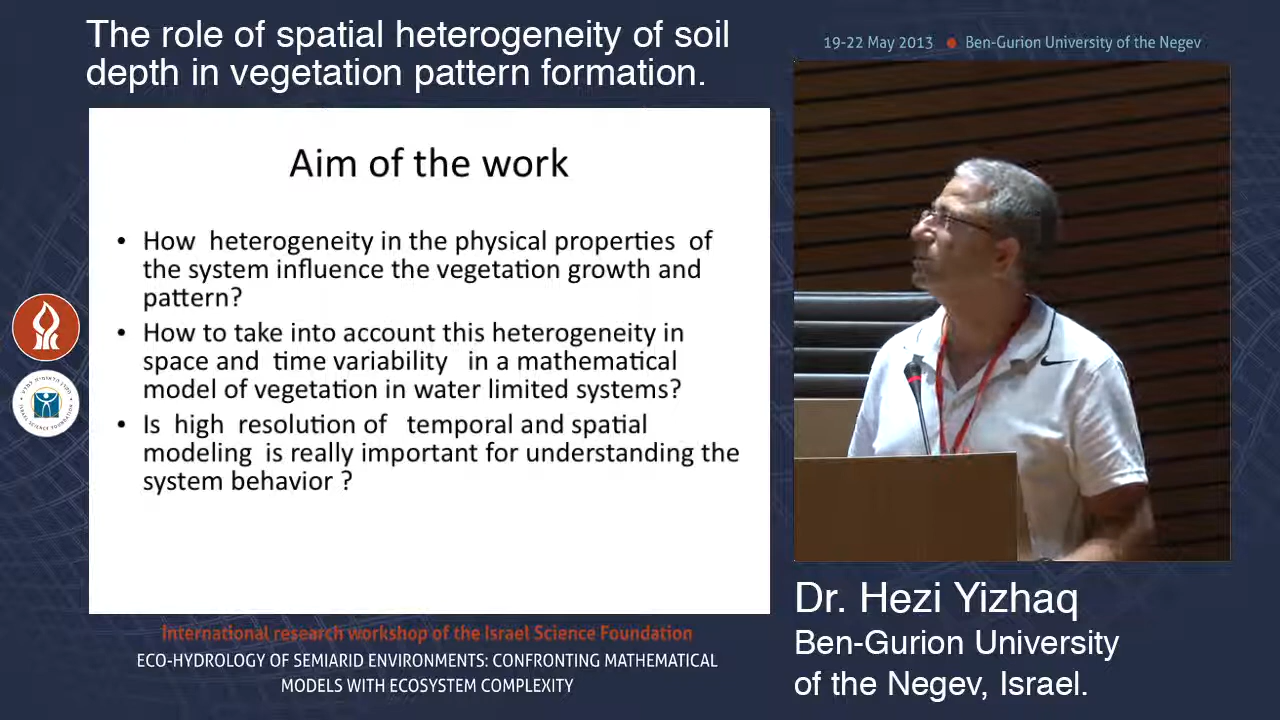 The role of spatial heterogeneity of soil
depth in vegetation pattern formation.
19-22 May 2013 ● Ben-Gurion University of the Negev
Aim of the work
• How heterogeneity in the physical properties of
the system influence the vegetation growth and
pattern?
• How to take into account this heterogeneity in
space and time variability in a mathematical
model of vegetation in water limited systems?
• Is high resolution of temporal and spatial
modeling is really important for understanding the
system behavior ?
International research workshop of the Israel Science Foundation
ECO-HYDROLOGY OF SEMIARID ENVIRONMENTS: CONFRONTING MATHEMATICAL
MODELS WITH ECOSYSTEM COMPLEXITY
Dr. Hezi Yizhaq
Ben-Gurion University
of the Negev, Israel.